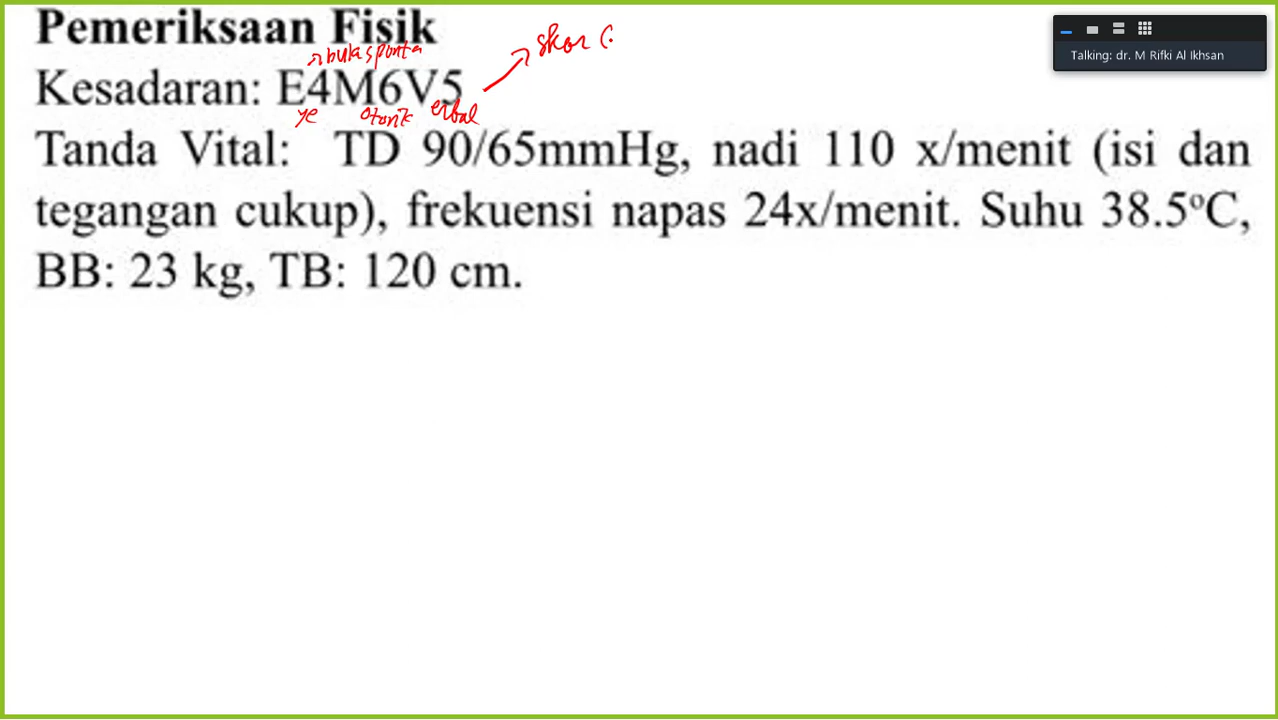 Pemeriksaan Fisik
buka sponta
skor (
Kesadaran: E4M6V5
ye otorik erbal
Tanda Vital: TD 90/65mmHg, nadi 110 x/menit (isi dan
tegangan cukup), frekuensi napas 24x/menit. Suhu 38.5°C,
BB: 23 kg, TB: 120 cm.
Talking: dr. M Rifki Al Ikhsan